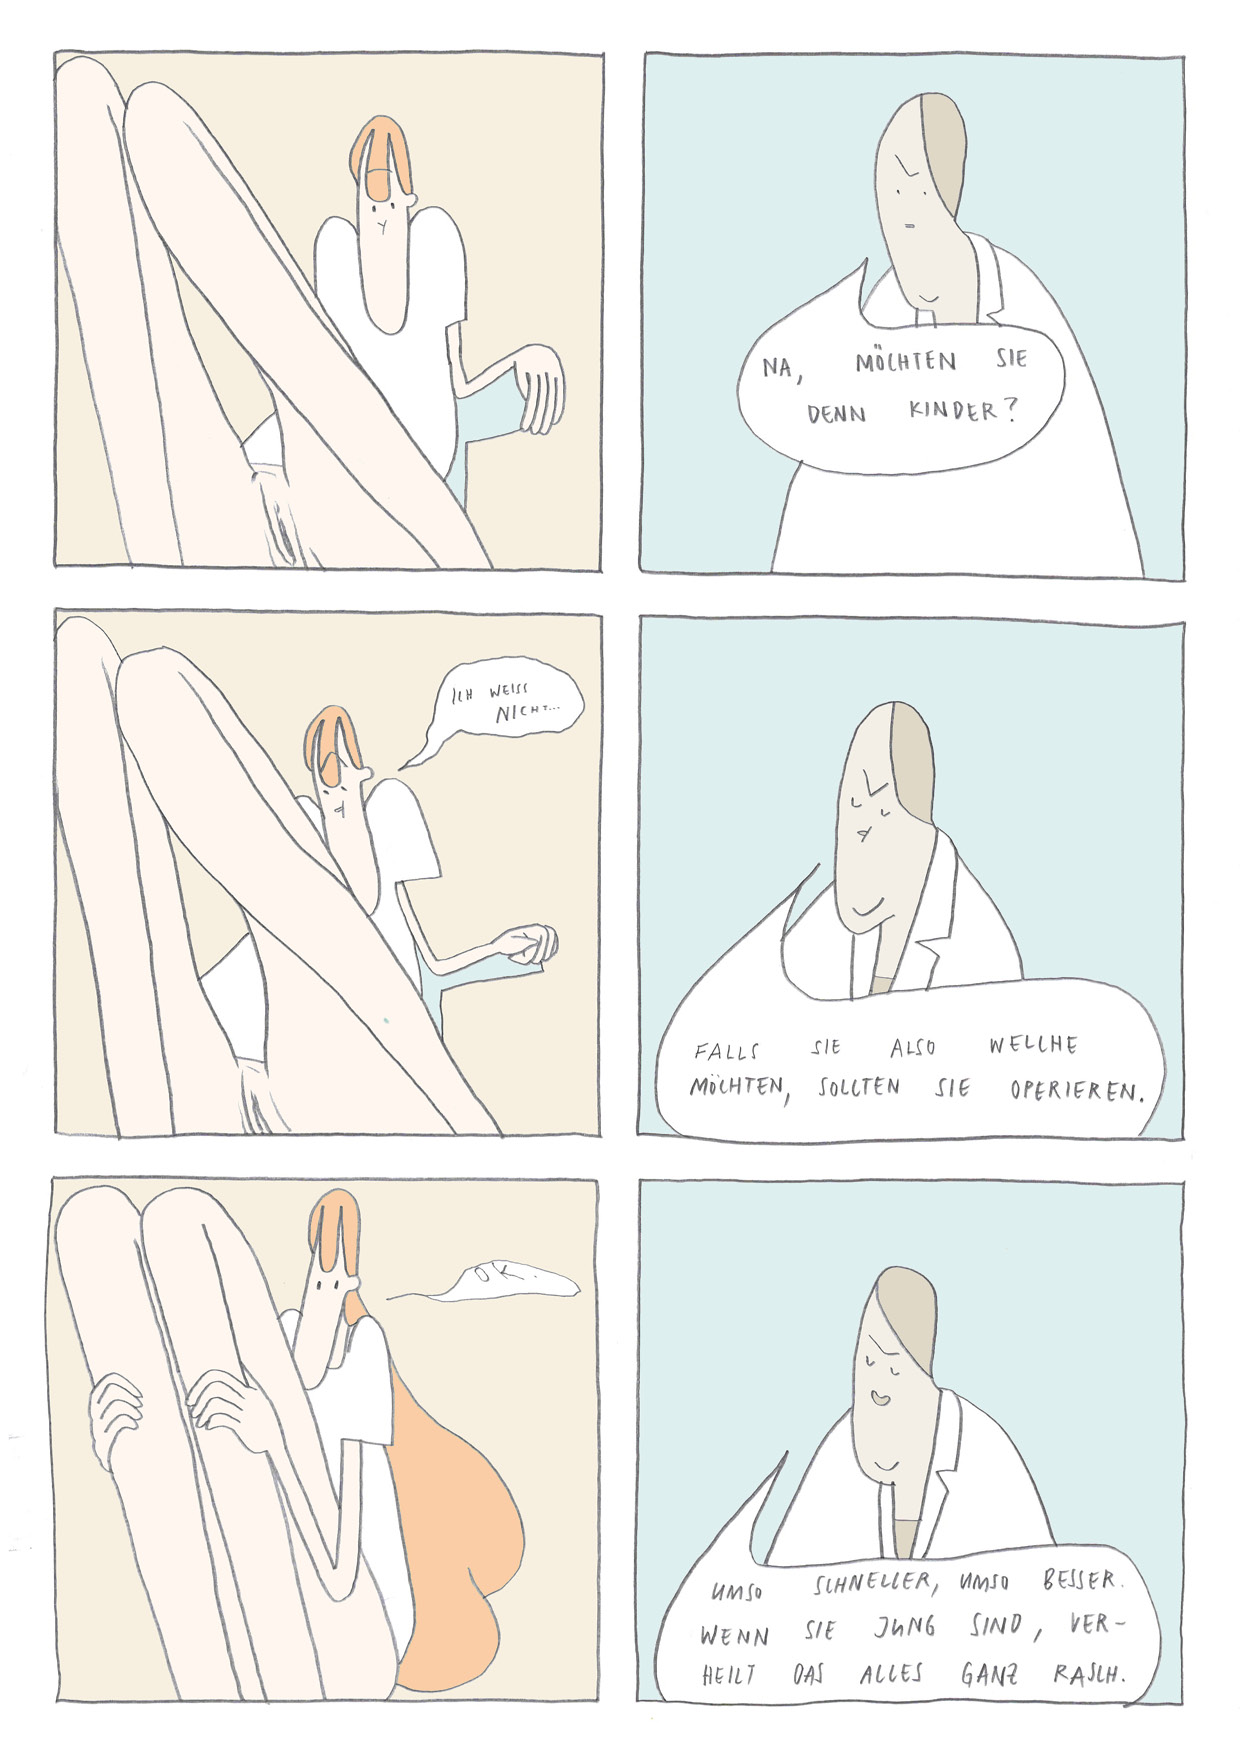 NA, MÖCHTEN SIE
DENN KINDER?
ICH WEISS
NICHT...
FALLS SIE ALSO WELCHE
MÖCHTEN, SOLLTEN SIE OPERIEREN.
OK.
UMSO SCHNELLER, UMSO BESSER.
WENN SIE JUNG SIND, VER-
HEILT DAS ALLES GANZ RASCH.